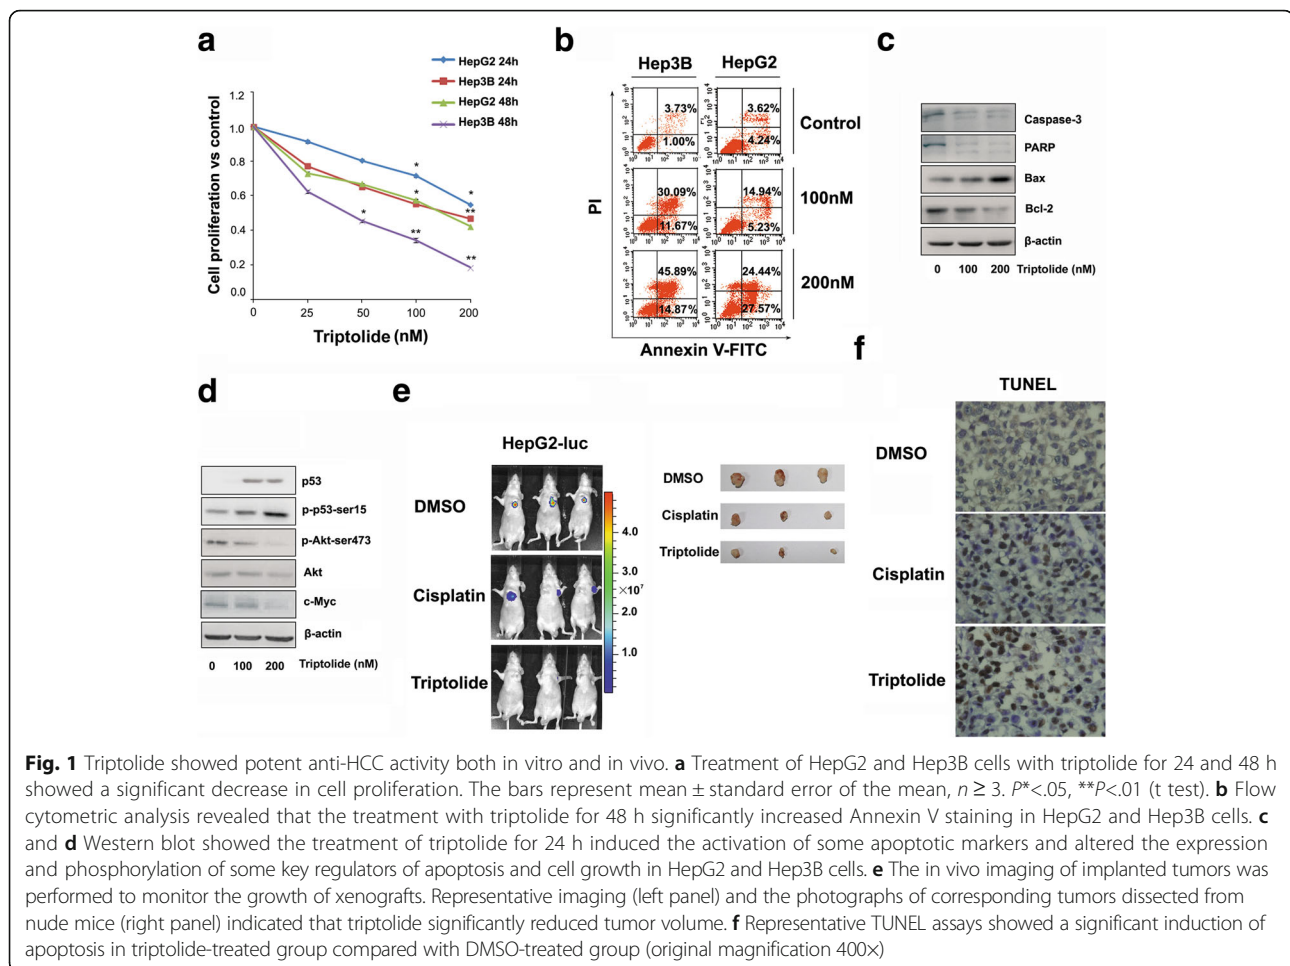 a
HepG2 24h
Hep3B 24h
HepG2 48h
Hep3B 48h
Cell proliferation vs control
1.2
1.0
0.8
0.6
0.4
0.2
0.0
*
*
*
**
*
**
**
0
25
50
100
200
Triptolide (nM)
b
Hep3B
HepG2
3.73%
1.00%
3.62%
4.24%
Control
30.09%
11.67%
14.94%
5.23%
100nM
45.89%
14.87%
24.44%
27.57%
200nM
PI
Annexin V-FITC
c
Caspase-3
PARP
Bax
Bcl-2
β-actin
0 100 200 Triptolide (nM)
d
p53
p-p53-ser15
p-Akt-ser473
Akt
c-Myc
β-actin
0 100 200 Triptolide (nM)
e
HepG2-luc
DMSO
Cisplatin
Triptolide
4.0
3.0
×10⁷
2.0
1.0
DMSO
Cisplatin
Triptolide
f
TUNEL
DMSO
Cisplatin
Triptolide
Fig. 1 Triptolide showed potent anti-HCC activity both in vitro and in vivo. a Treatment of HepG2 and Hep3B cells with triptolide for 24 and 48 h
showed a significant decrease in cell proliferation. The bars represent mean ± standard error of the mean, n ≥ 3. P*<.05, **P<.01 (t test). b Flow
cytometric analysis revealed that the treatment with triptolide for 48 h significantly increased Annexin V staining in HepG2 and Hep3B cells. c
and d Western blot showed the treatment of triptolide for 24 h induced the activation of some apoptotic markers and altered the expression
and phosphorylation of some key regulators of apoptosis and cell growth in HepG2 and Hep3B cells. e The in vivo imaging of implanted tumors was
performed to monitor the growth of xenografts. Representative imaging (left panel) and the photographs of corresponding tumors dissected from
nude mice (right panel) indicated that triptolide significantly reduced tumor volume. f Representative TUNEL assays showed a significant induction of
apoptosis in triptolide-treated group compared with DMSO-treated group (original magnification 400×)